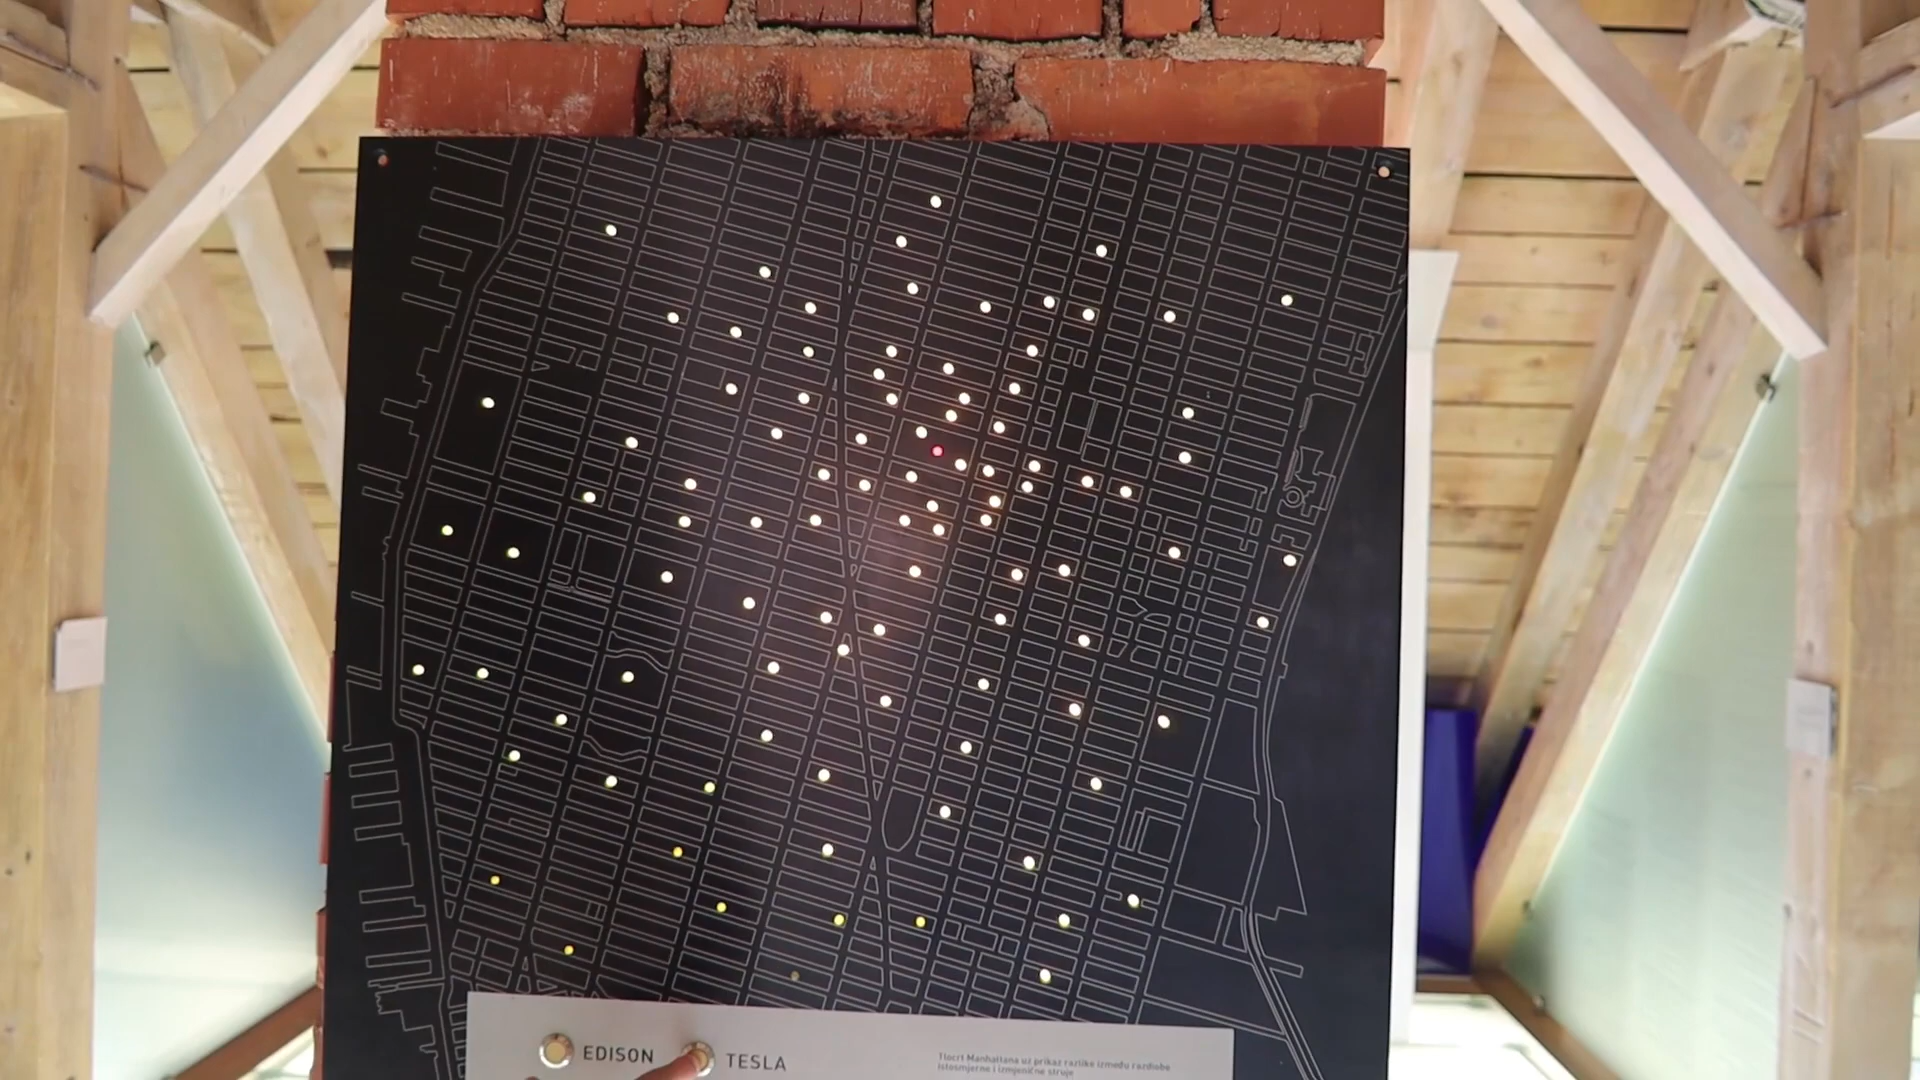 EDISON
TESLA
Tlocrt Manhattana uz prikaz razlike između razdiobe
istosmjerne i izmjenične struje